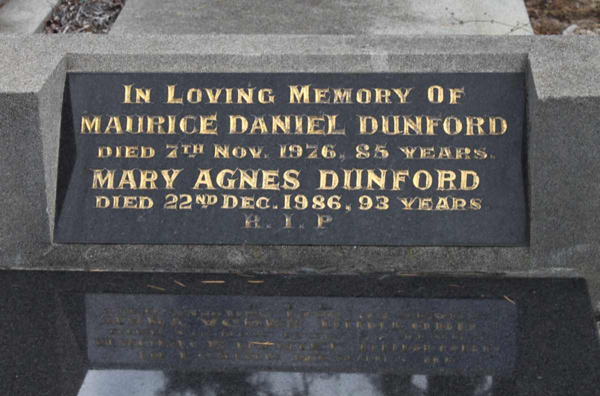 In Loving Memory Of
MAURICE DANIEL DUNFORD
DIED 7TH NOV. 1976, 85 YEARS.
MARY AGNES DUNFORD
DIED 22ND DEC. 1986, 93 YEARS
R.I.P